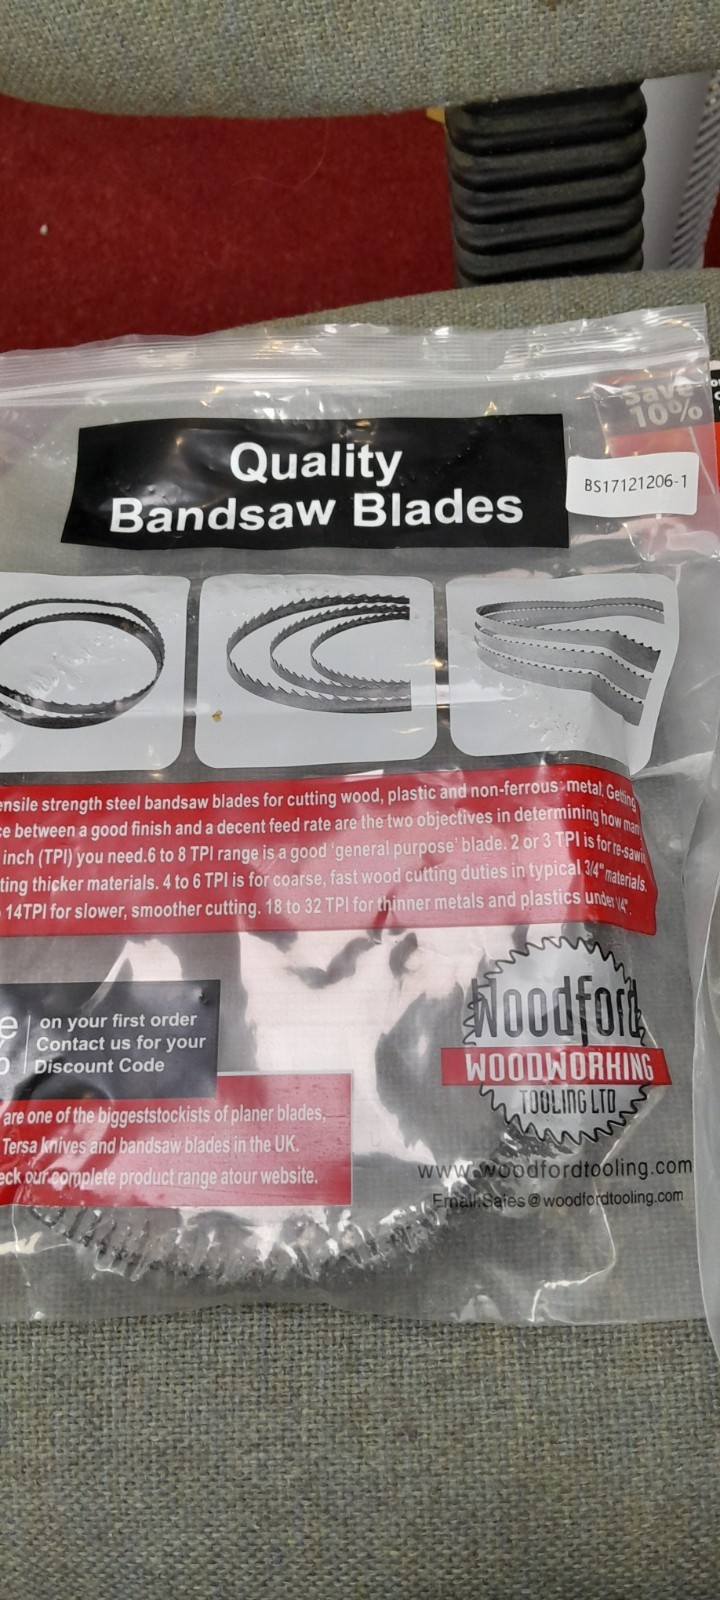 Save
10%
Quality
Bandsaw Blades
BS17121206-1
ensile strength steel bandsaw blades for cutting wood, plastic and non-ferrous metal. Getting
ce between a good finish and a decent feed rate are the two objectives in determining how man
inch (TPI) you need.6 to 8 TPI range is a good 'general purpose' blade. 2 or 3 TPI is for re-sawi
ting thicker materials. 4 to 6 TPI is for coarse, fast wood cutting duties in typical 3/4" materials.
14TPI for slower, smoother cutting. 18 to 32 TPI for thinner metals and plastics under 1/4".
on your first order
Contact us for your
Discount Code
are one of the biggeststockists of planer blades,
Tersa knives and bandsaw blades in the UK.
eck our complete product range atour website.
Woodford
WOODWORHING
TOOLING LTD
www.woodfordtooling.com
Email:Sales@woodfordtooling.com